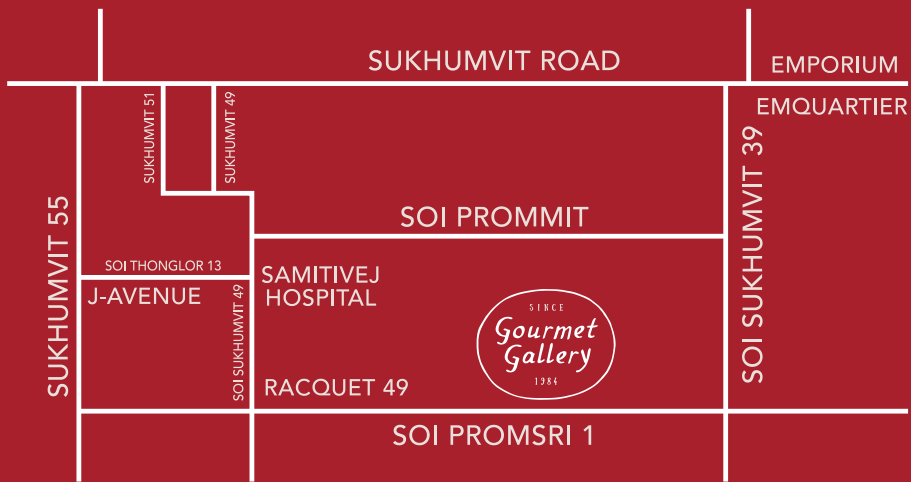 SUKHUMVIT ROAD
EMPORIUM
EMQUARTIER
SUKHUMVIT 51
SUKHUMVIT 49
SOI SUKHUMVIT 39
SUKHUMVIT 55
SOI PROMMIT
SOI THONGLOR 13
J-AVENUE
SAMITIVEJ
HOSPITAL
SOI SUKHUMVIT 49
SINCE
Gourmet
Gallery
1984
RACQUET 49
SOI PROMSRI 1